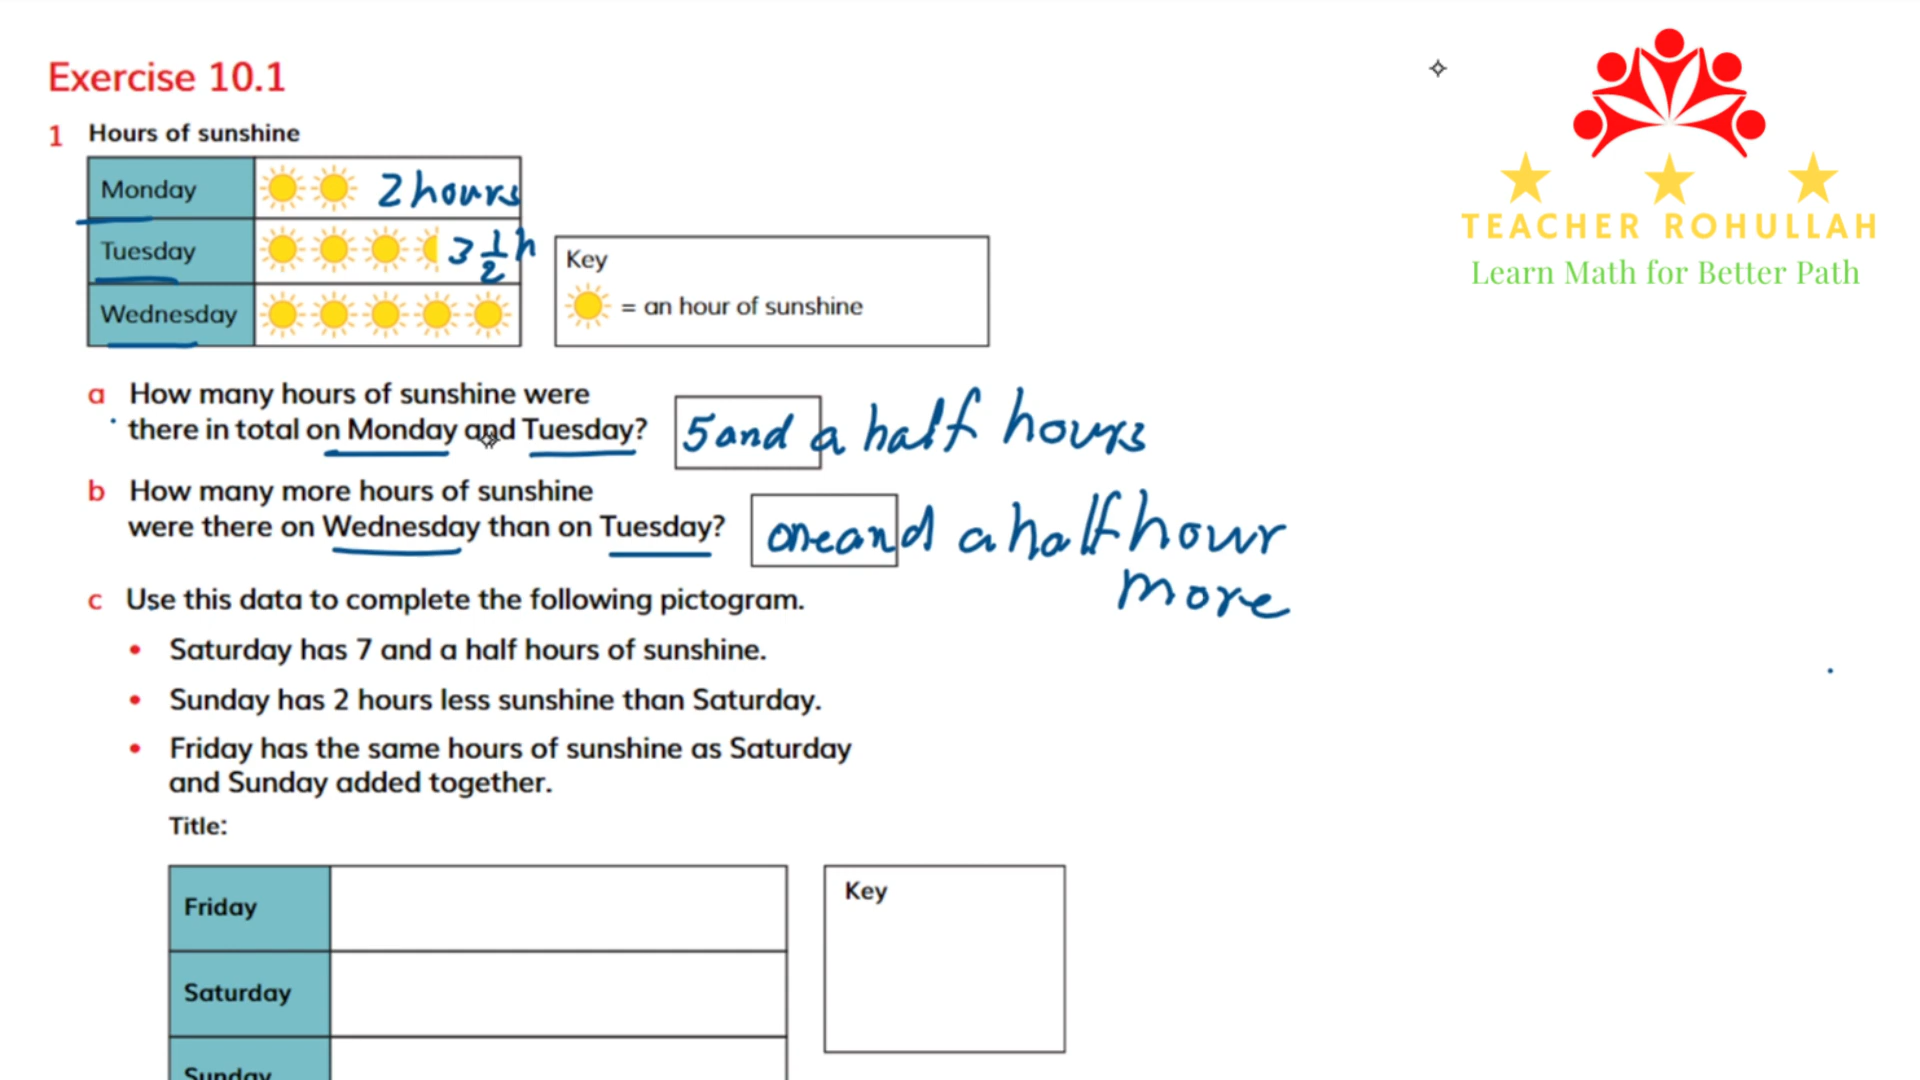 Exercise 10.1
1 Hours of sunshine
Monday 2 hours
Tuesday 3 1/2 h
Wednesday
Key
= an hour of sunshine
a How many hours of sunshine were
there in total on Monday and Tuesday?
5 and a half hours
b How many more hours of sunshine
were there on Wednesday than on Tuesday?
one and a half hour
more
c Use this data to complete the following pictogram.
• Saturday has 7 and a half hours of sunshine.
• Sunday has 2 hours less sunshine than Saturday.
• Friday has the same hours of sunshine as Saturday
and Sunday added together.
Title:
Friday
Saturday
Sunday
Key
TEACHER ROHULLAH
Learn Math for Better Path